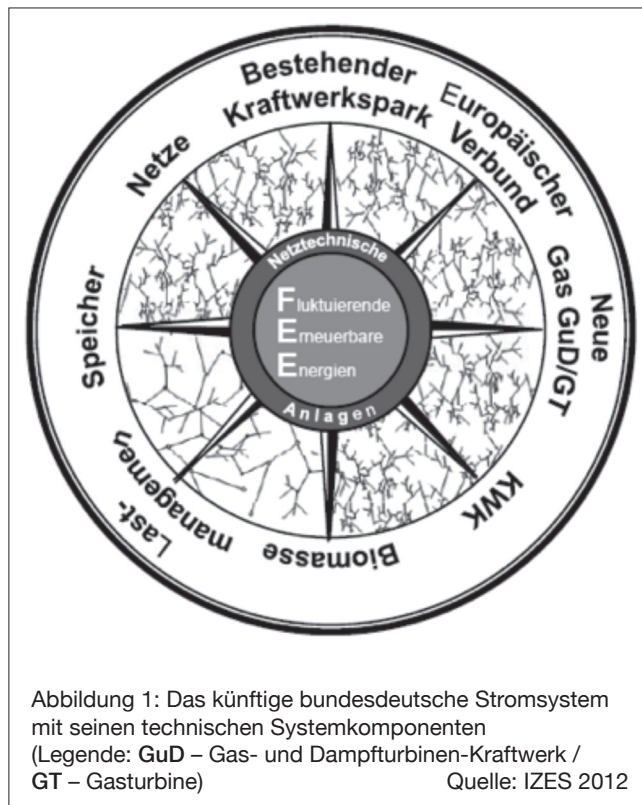 Bestehender
Kraftwerkspark
Europäischer
Verbund
Neue
Gas GuD/GT
KWK
Biomasse
Last-
managemen
Speicher
Netze
Netztechnische
Anlagen
Fluktuierende
Erneuerbare
Energien
Abbildung 1: Das künftige bundesdeutsche Stromsystem
mit seinen technischen Systemkomponenten
(Legende: GuD – Gas- und Dampfturbinen-Kraftwerk /
GT – Gasturbine) Quelle: IZES 2012